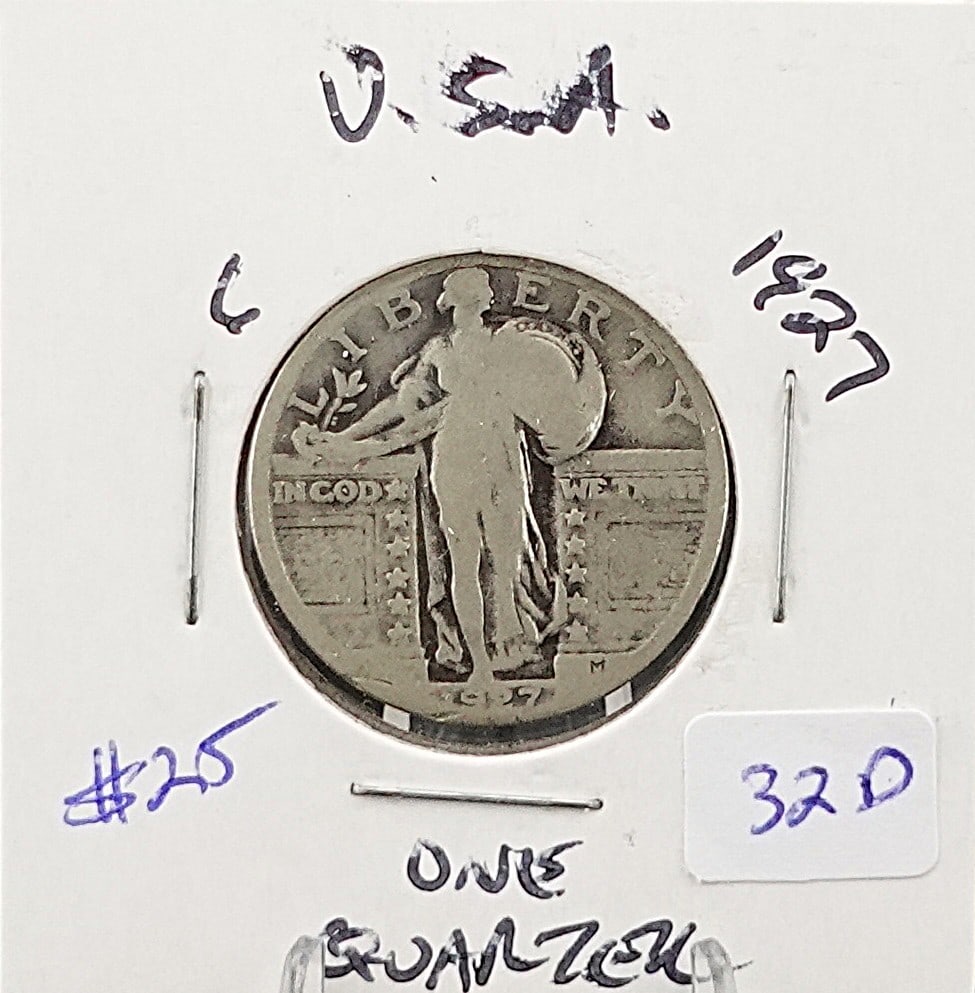 U.S.A.
6
1927
LIBERTY
IN GOD WE TRUST
M
1927
#25
32D
ONE
QUARTER